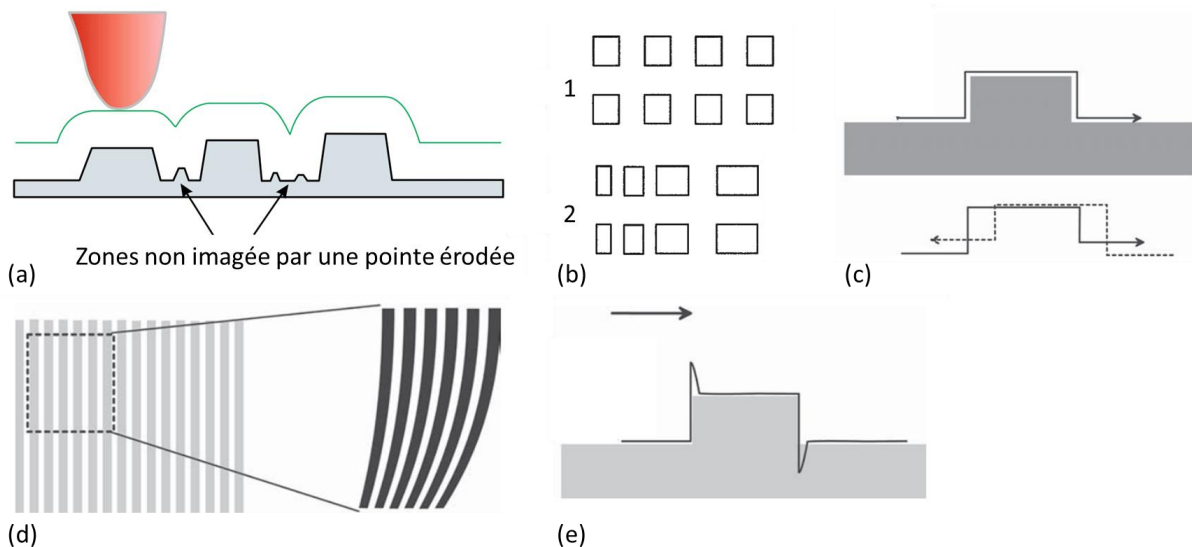 Zones non imagée par une pointe érodée
(a)
1
2
(b)
(c)
(d)
(e)